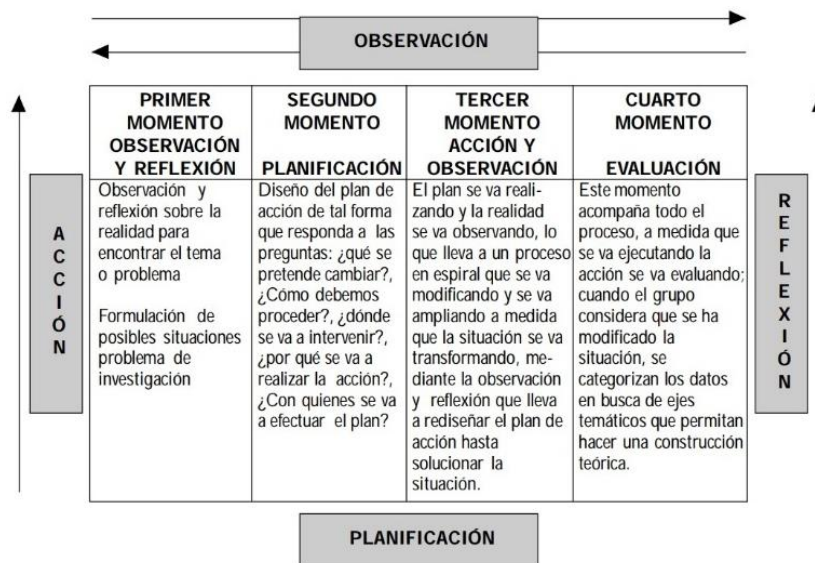 OBSERVACIÓN
PRIMER
MOMENTO
OBSERVACIÓN
Y REFLEXIÓN
Observación y
reflexión sobre la
realidad para
encontrar el tema
o problema
Formulación de
posibles situaciones
problema de
investigación
SEGUNDO
MOMENTO
PLANIFICACIÓN
Diseño del plan de
acción de tal forma
que responda a las
preguntas: ¿qué se
pretende cambiar?,
¿Cómo debemos
proceder?, ¿dónde
se va a intervenir?,
¿por qué se va a
realizar la acción?,
¿Con quienes se va
a efectuar el plan?
TERCER
MOMENTO
ACCIÓN Y
OBSERVACIÓN
El plan se va reali-
zando y la realidad
se va observando, lo
que lleva a un proceso
en espiral que se va
modificando y se va
ampliando a medida
que la situación se va
transformando, me-
diante la observación
y reflexión que lleva
a rediseñar el plan de
acción hasta
solucionar la
situación.
CUARTO
MOMENTO
EVALUACIÓN
Este momento
acompaña todo el
proceso, a medida que
se va ejecutando la
acción se va evaluando;
cuando el grupo
considera que se ha
modificado la
situación, se
categorizan los datos
en busca de ejes
temáticos que permitan
hacer una construcción
teórica.
ACCIÓN
REFLEXIÓN
PLANIFICACIÓN